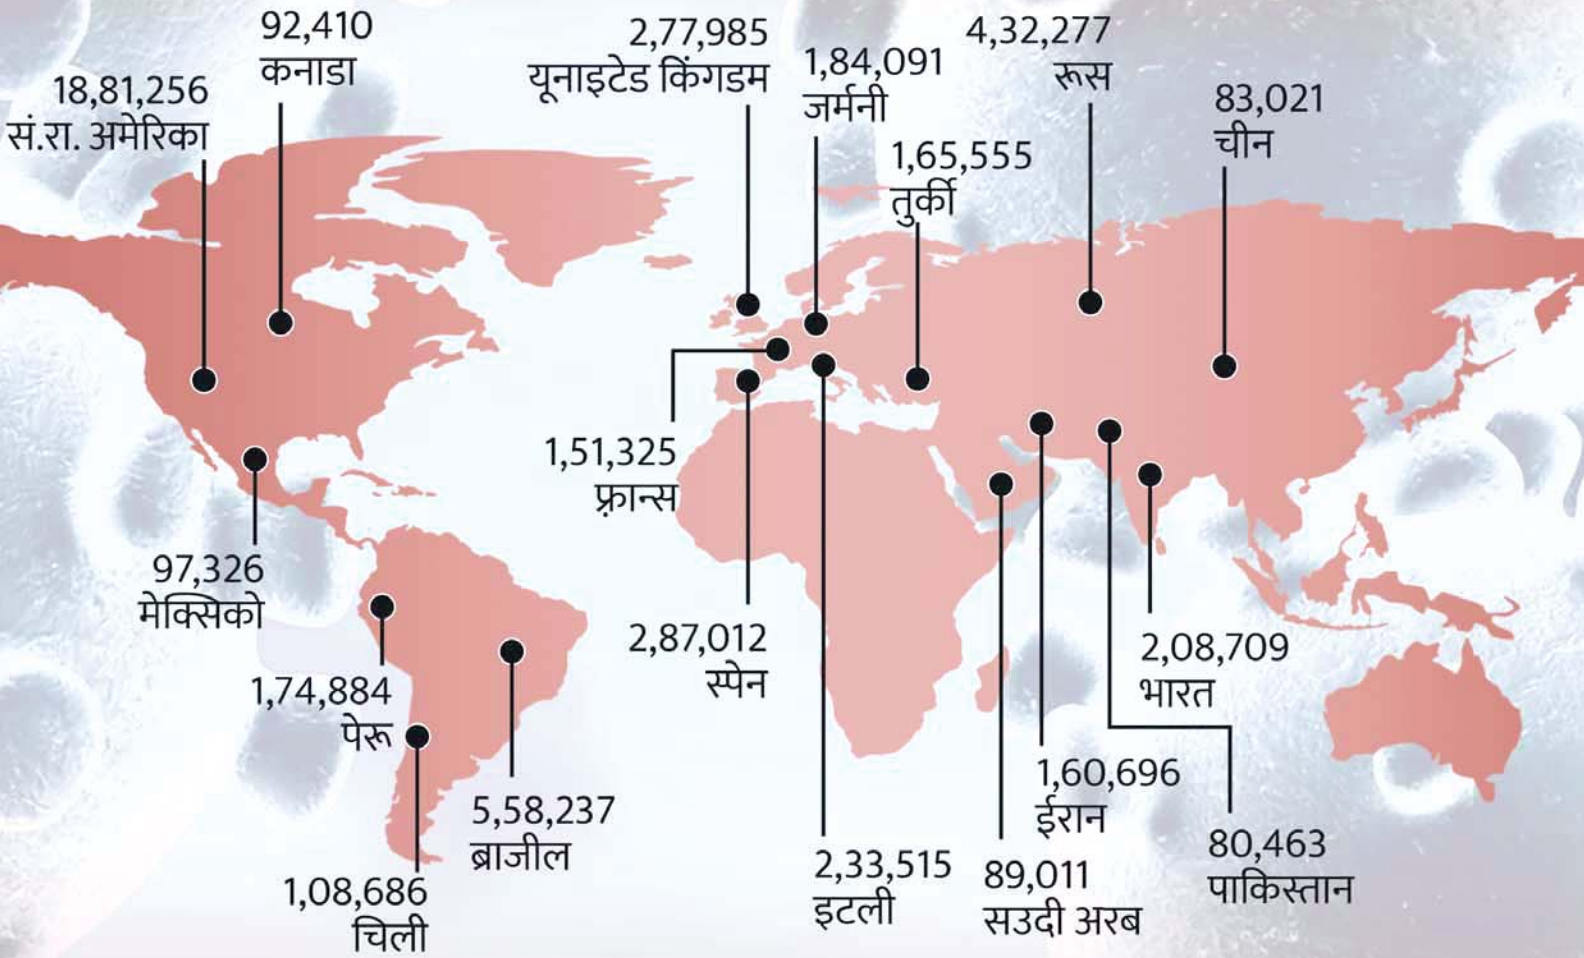 92,410
कनाडा
18,81,256
सं.रा. अमेरिका
2,77,985
यूनाइटेड किंगडम
1,84,091
जर्मनी
4,32,277
रूस
83,021
चीन
1,65,555
तुर्की
1,51,325
फ़्रान्स
97,326
मेक्सिको
2,87,012
स्पेन
2,08,709
भारत
1,74,884
पेरू
5,58,237
ब्राजील
1,60,696
ईरान
80,463
पाकिस्तान
1,08,686
चिली
2,33,515
इटली
89,011
सउदी अरब